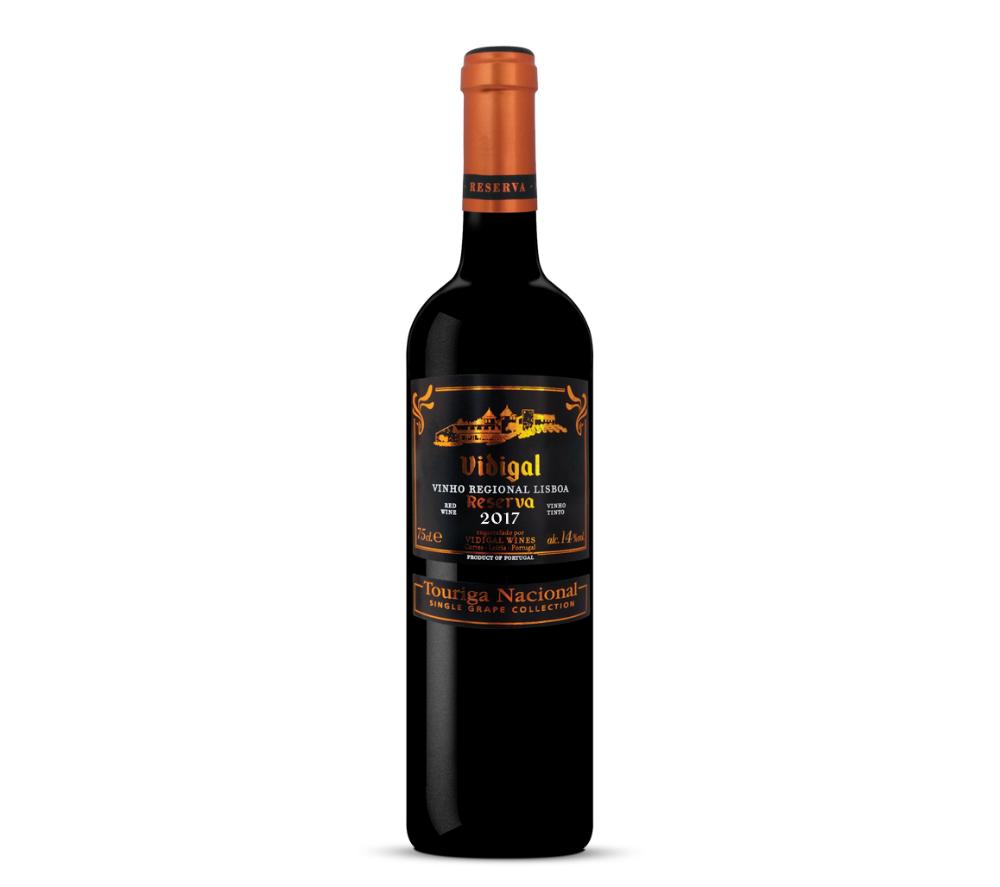 RESERVA
Vidigal
VINHO REGIONAL LISBOA
RED WINE
Reserva
VINHO TINTO
2017
75cl.e
engarrafado por
VIDIGAL WINES
Cortes · Leiria · Portugal
alc. 14%vol.
PRODUCT OF PORTUGAL
Touriga Nacional
SINGLE GRAPE COLLECTION